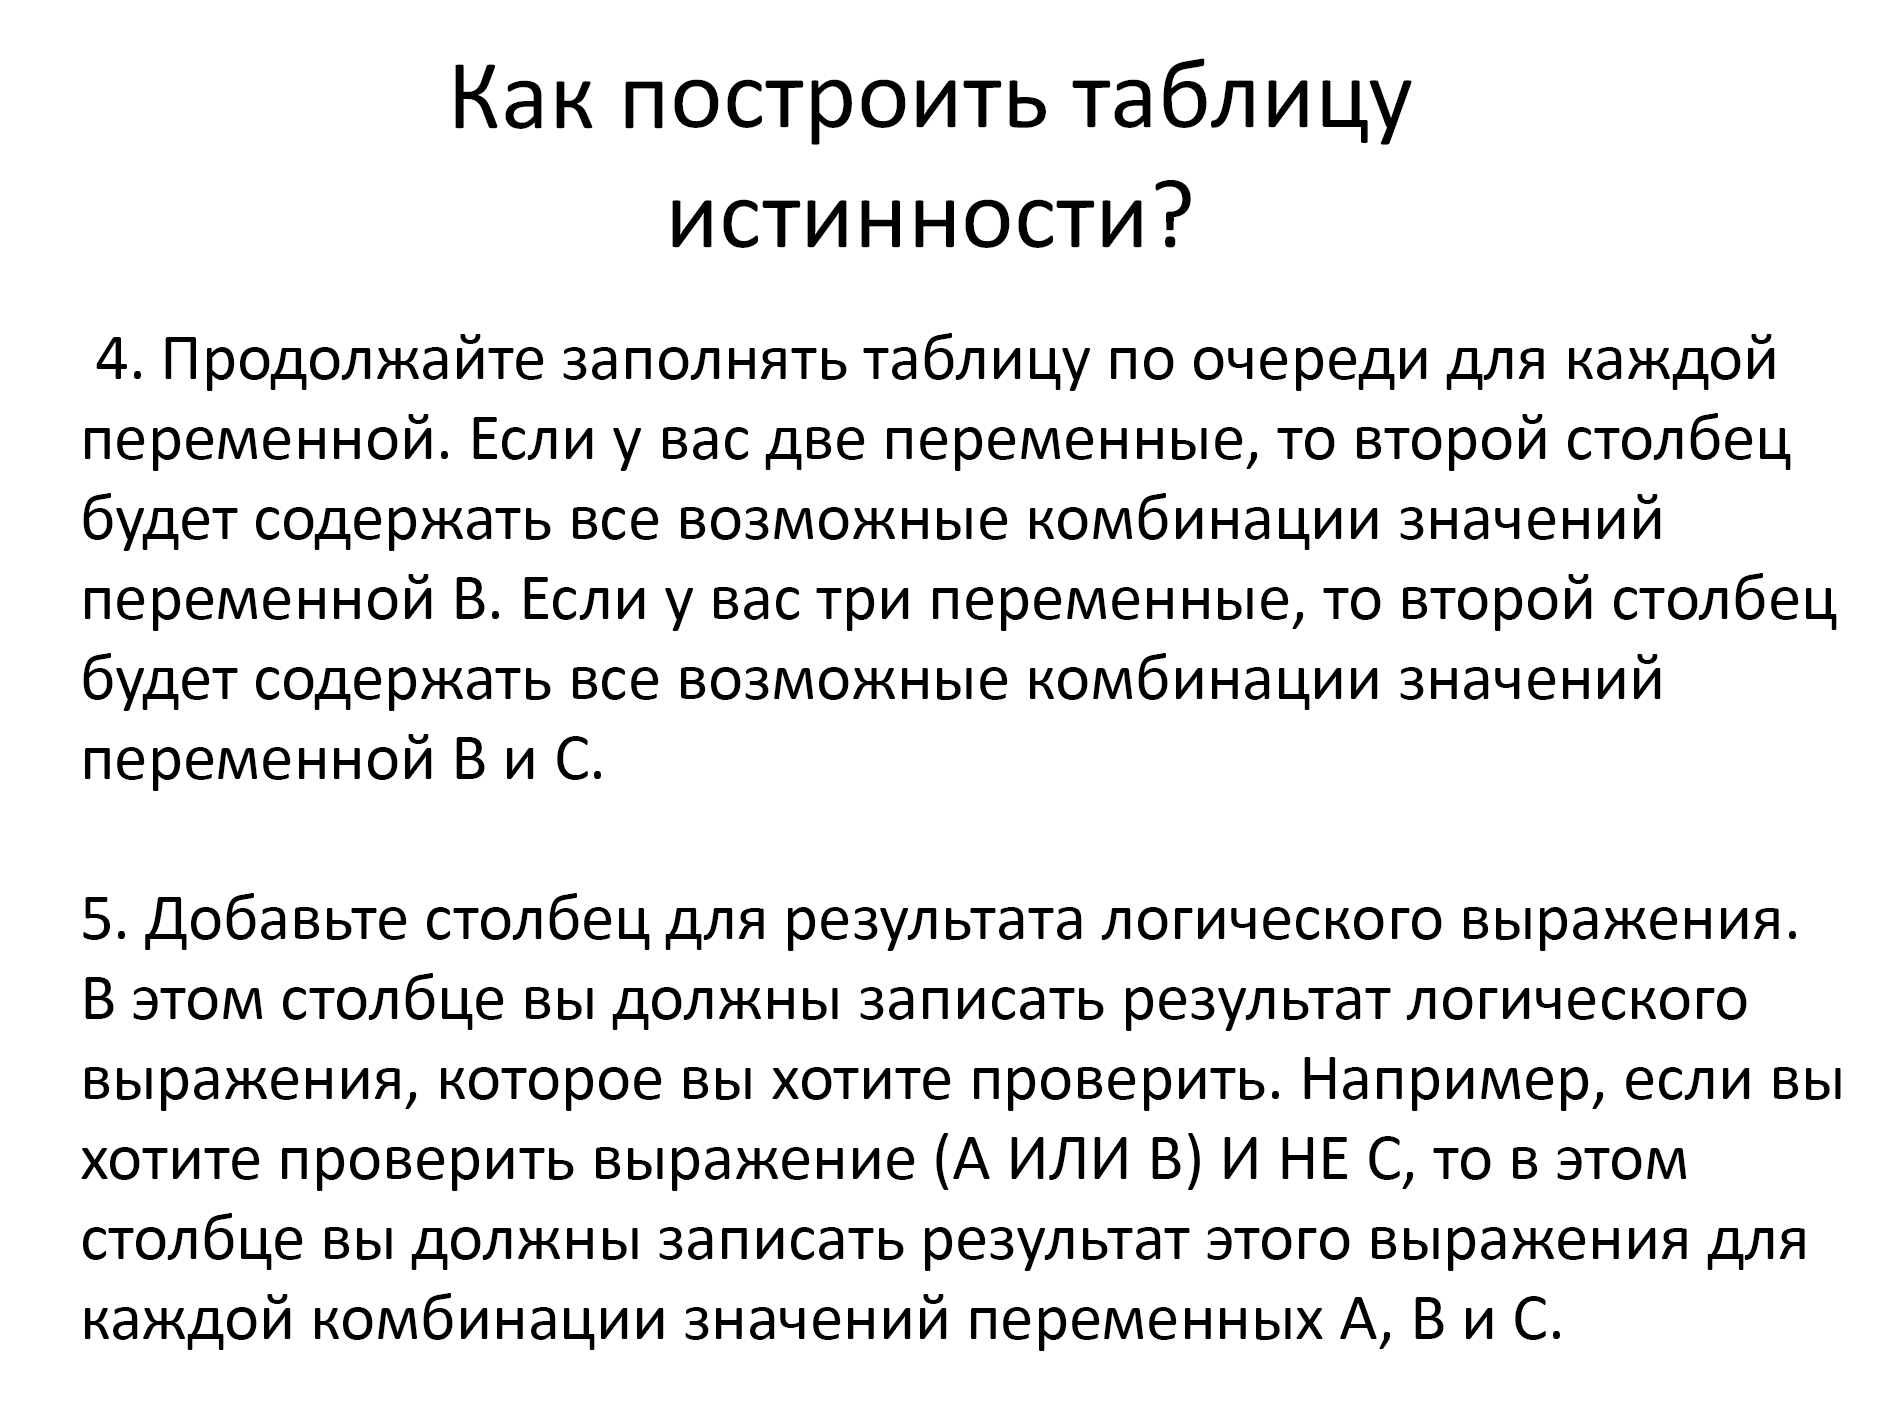 Как построить таблицу
истинности?
4. Продолжайте заполнять таблицу по очереди для каждой
переменной. Если у вас две переменные, то второй столбец
будет содержать все возможные комбинации значений
переменной B. Если у вас три переменные, то второй столбец
будет содержать все возможные комбинации значений
переменной B и C.
5. Добавьте столбец для результата логического выражения.
В этом столбце вы должны записать результат логического
выражения, которое вы хотите проверить. Например, если вы
хотите проверить выражение (A ИЛИ B) И НЕ C, то в этом
столбце вы должны записать результат этого выражения для
каждой комбинации значений переменных A, B и C.